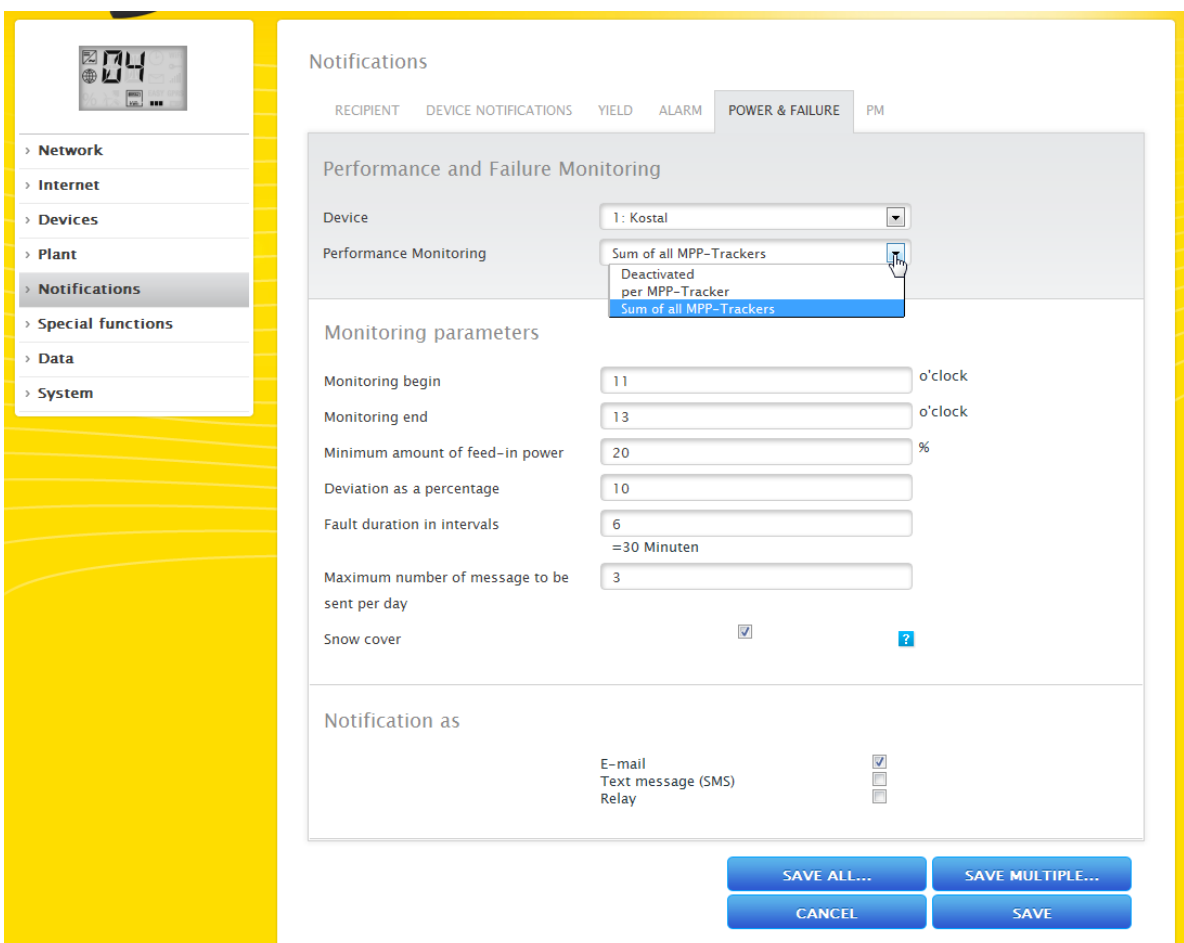 04
Network
Internet
Devices
Plant
Notifications
Special functions
Data
System
Notifications
RECIPIENT DEVICE NOTIFICATIONS YIELD ALARM POWER & FAILURE PM
Performance and Failure Monitoring
Device 1: Kostal
Performance Monitoring Sum of all MPP-Trackers
Deactivated
per MPP-Tracker
Sum of all MPP-Trackers
Monitoring parameters
Monitoring begin 11 o'clock
Monitoring end 13 o'clock
Minimum amount of feed-in power 20 %
Deviation as a percentage 10
Fault duration in intervals 6
=30 Minuten
Maximum number of message to be 3
sent per day
Snow cover ?
Notification as
E-mail
Text message (SMS)
Relay
SAVE ALL... SAVE MULTIPLE...
CANCEL SAVE